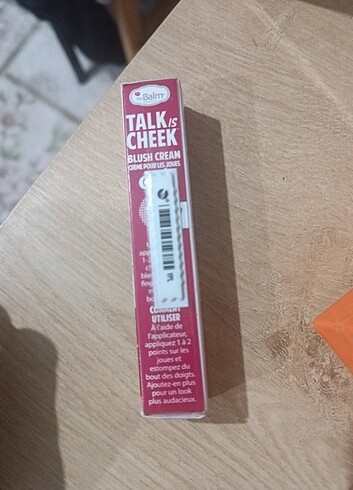 theBalm
TALK IS
CHEEK
BLUSH CREAM
CRÈME POUR LES JOUES
COMMENT
UTILISER
À l'aide de
l'applicateur,
appliquez 1 à 2
points sur les
joues et
estompez du
bout des doigts.
Ajoutez-en plus
pour un look
plus audacieux.